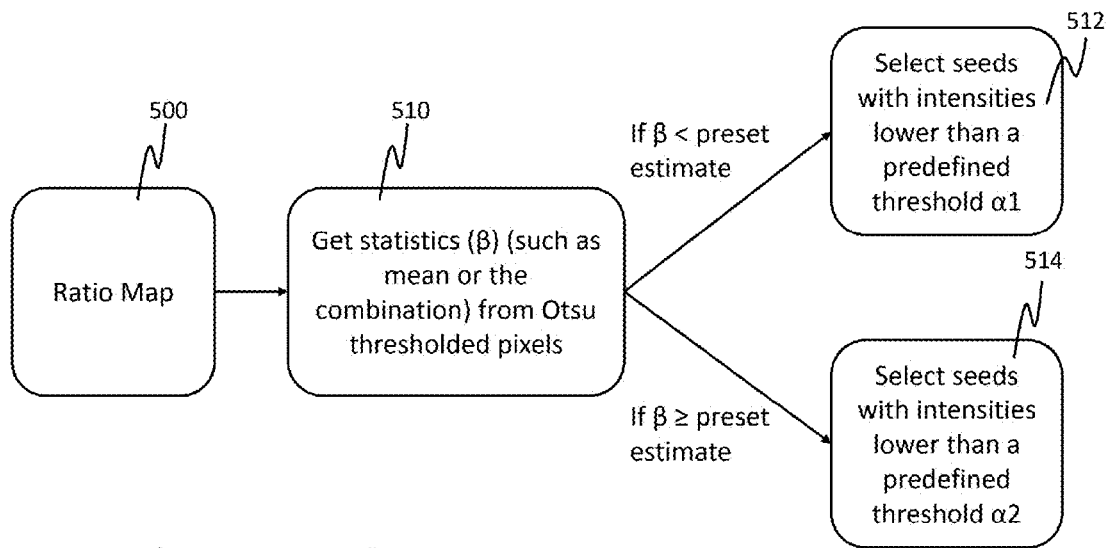 500
Ratio Map
510
Get statistics (β) (such as
mean or the
combination) from Otsu
thresholded pixels
If β < preset
estimate
512
Select seeds
with intensities
lower than a
predefined
threshold α1
If β ≥ preset
estimate
514
Select seeds
with intensities
lower than a
predefined
threshold α2